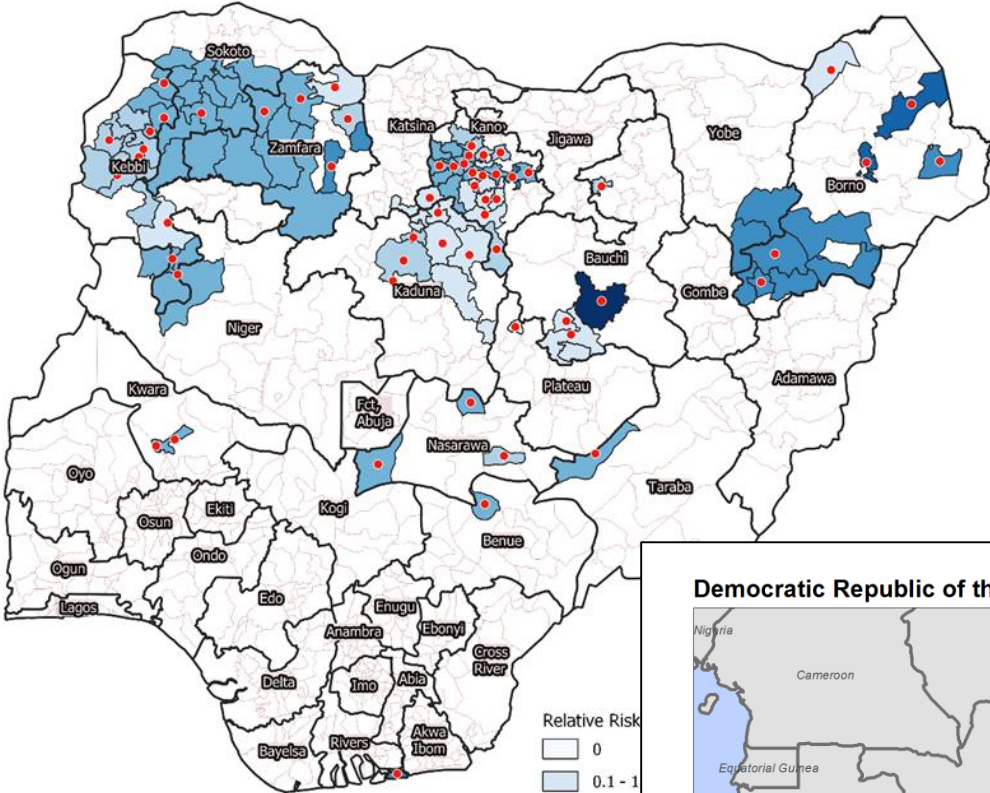 Sokoto
Katsina
Kano
Jigawa
Yobe
Zamfara
Kebbi
Borno
Bauchi
Kaduna
Gombe
Niger
Adamawa
Plateau
Kwara
Fct,
Abuja
Nasarawa
Oyo
Taraba
Kogi
Ekiti
Osun
Benue
Ondo
Ogun
Edo
Lagos
Enugu
Anambra
Ebonyi
Cross
River
Delta
Imo
Abia
Akwa
Ibom
Rivers
Bayelsa
Relative Risk
0
0.1 - 1
Democratic Republic of th
Nigeria
Cameroon
Equatorial Guinea